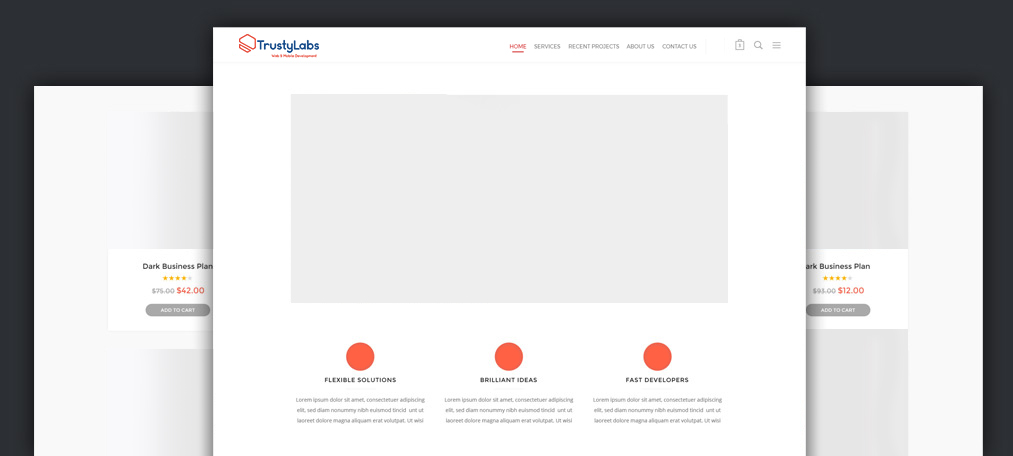 TrustyLabs
Web & Mobile Development
HOME SERVICES RECENT PROJECTS ABOUT US CONTACT US
Dark Business Plan
$75.00 $42.00
ADD TO CART
ark Business Plan
$93.00 $12.00
ADD TO CART
FLEXIBLE SOLUTIONS
Lorem ipsum dolor sit amet, consectetuer adipiscing
elit, sed diam nonummy nibh euismod tincid unt ut
laoreet dolore magna aliquam erat volutpat. Ut wisi
BRILLIANT IDEAS
Lorem ipsum dolor sit amet, consectetuer adipiscing
elit, sed diam nonummy nibh euismod tincid unt ut
laoreet dolore magna aliquam erat volutpat. Ut wisi
FAST DEVELOPERS
Lorem ipsum dolor sit amet, consectetuer adipiscing
elit, sed diam nonummy nibh euismod tincid unt ut
laoreet dolore magna aliquam erat volutpat. Ut wisi